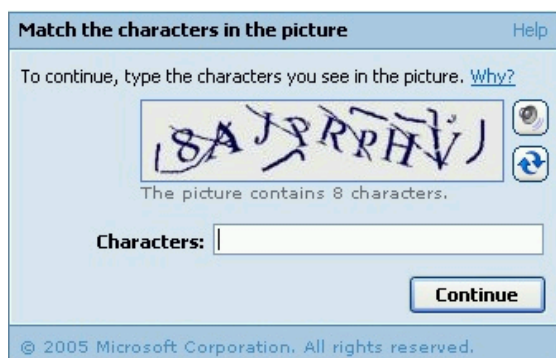 Match the characters in the picture
Help
To continue, type the characters you see in the picture. Why?
8AJPRPHV
The picture contains 8 characters.
Characters:
Continue
© 2005 Microsoft Corporation. All rights reserved.